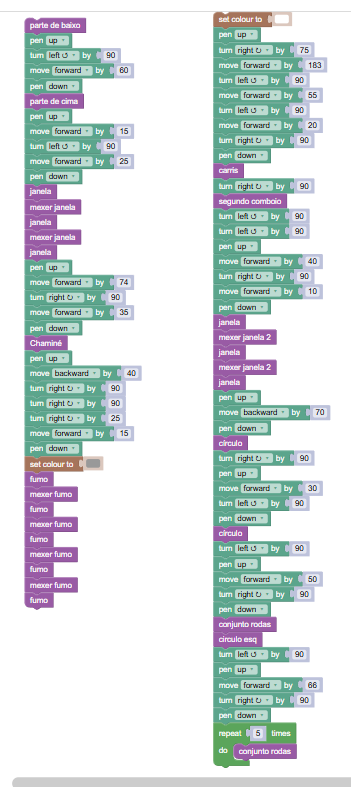 parte de baixo
pen up
turn left ↺ by 90
move forward by 60
pen down
parte de cima
pen up
move forward by 15
turn left ↺ by 90
move forward by 25
pen down
janela
mexer janela
janela
mexer janela
janela
pen up
move forward by 74
turn right ↻ by 90
move forward by 35
pen down
Chaminé
pen up
move backward by 40
turn right ↻ by 90
turn right ↻ by 90
turn right ↻ by 25
move forward by 15
pen down
set colour to
fumo
mexer fumo
fumo
mexer fumo
fumo
mexer fumo
fumo
mexer fumo
fumo
set colour to
pen up
turn right ↻ by 75
move forward by 183
turn left ↺ by 90
move forward by 55
turn left ↺ by 90
move forward by 20
turn right ↻ by 90
pen down
carris
turn right ↻ by 90
segundo comboio
turn left ↺ by 90
turn left ↺ by 90
pen up
move forward by 40
turn right ↻ by 90
move forward by 10
pen down
janela
mexer janela 2
janela
mexer janela 2
janela
pen up
move backward by 70
pen down
círculo
turn right ↻ by 90
pen up
move forward by 30
turn left ↺ by 90
pen down
círculo
turn left ↺ by 90
pen up
move forward by 50
turn right ↻ by 90
pen down
conjunto rodas
círculo esq
turn left ↺ by 90
pen up
move forward by 66
turn right ↻ by 90
pen down
repeat 5 times
do conjunto rodas